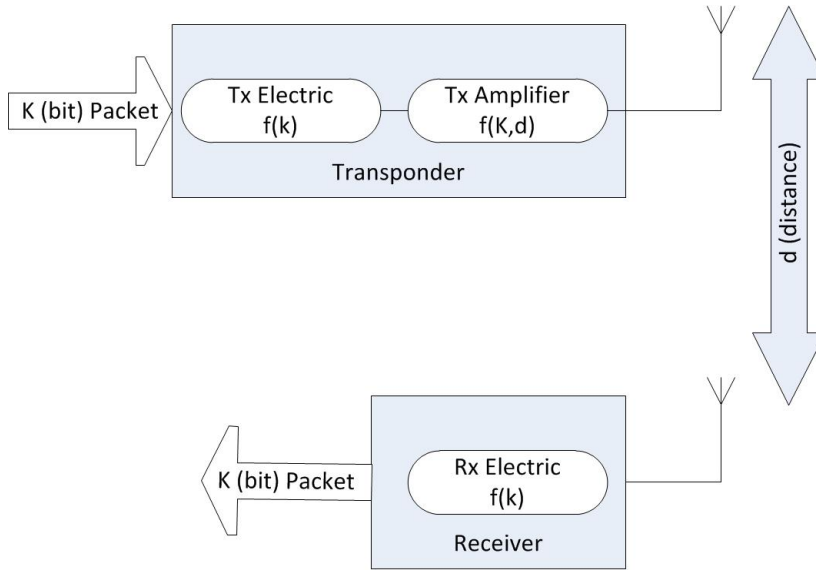 K (bit) Packet
Tx Electric
f(k)
Tx Amplifier
f(K,d)
Transponder
d (distance)
K (bit) Packet
Rx Electric
f(k)
Receiver